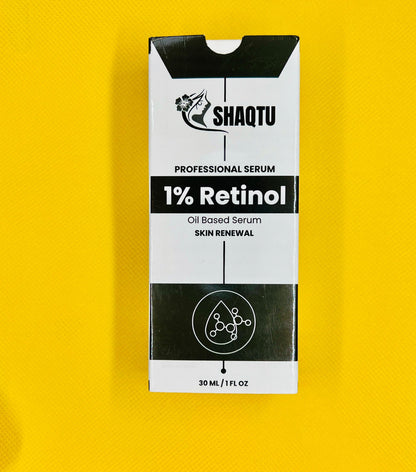 SHAQTU
PROFESSIONAL SERUM
1% Retinol
Oil Based Serum
SKIN RENEWAL
30 ML / 1 FL OZ